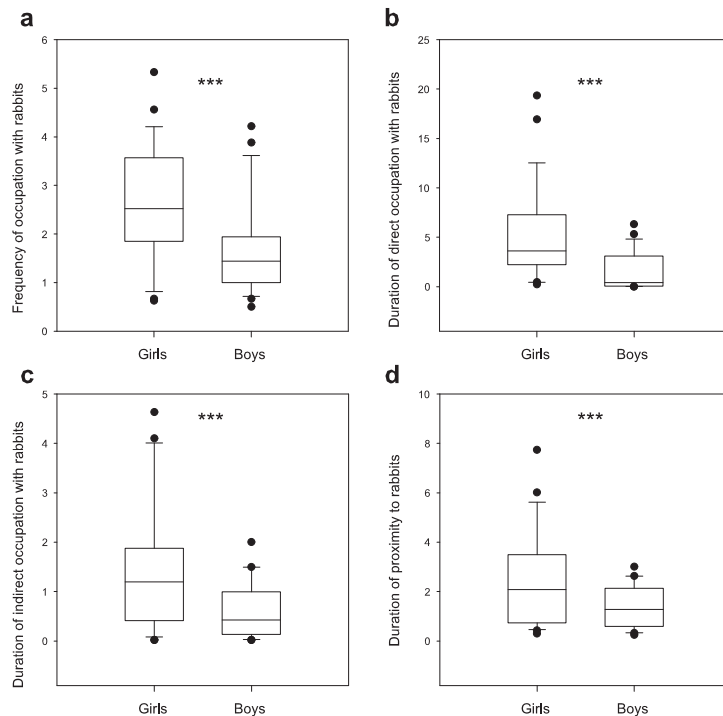 a
Frequency of occupation with rabbits
6
5
4
3
2
1
0
***
Girls Boys
b
Duration of direct occupation with rabbits
25
20
15
10
5
0
***
Girls Boys
c
Duration of indirect occupation with rabbits
5
4
3
2
1
0
***
Girls Boys
d
Duration of proximity to rabbits
10
8
6
4
2
0
***
Girls Boys